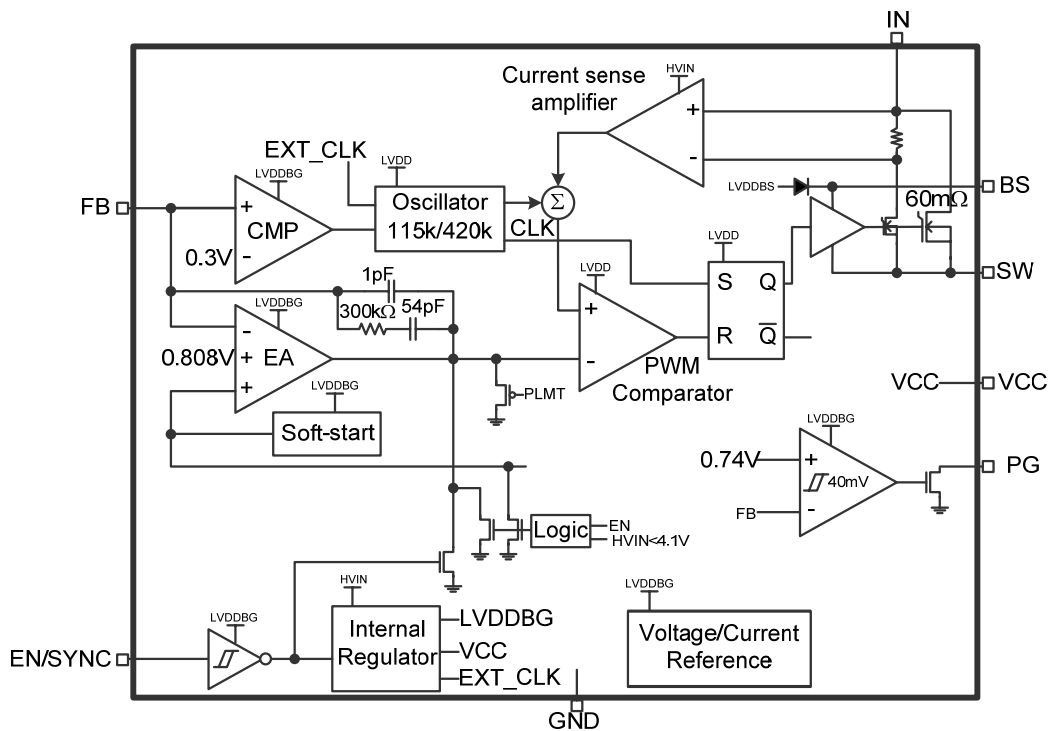 IN
Current sense
amplifier
HVIN
+
-
EXT_CLK
LVDD
LVDDBG
FB
+
CMP
0.3V
-
Oscillator
115k/420k
Σ
CLK
LVDDBS
BS
60mΩ
SW
1pF
300kΩ
54pF
LVDDBG
-
0.808V
+
EA
+
LVDD
+
-
PWM
Comparator
LVDD
S
Q
R
Q
PLMT
LVDDBG
Soft-start
VCC
VCC
LVDDBG
0.74V
+
40mV
FB
-
PG
Logic
EN
HVIN<4.1V
LVDDBG
EN/SYNC
HVIN
Internal
Regulator
LVDDBG
VCC
EXT_CLK
LVDDBG
Voltage/Current
Reference
GND